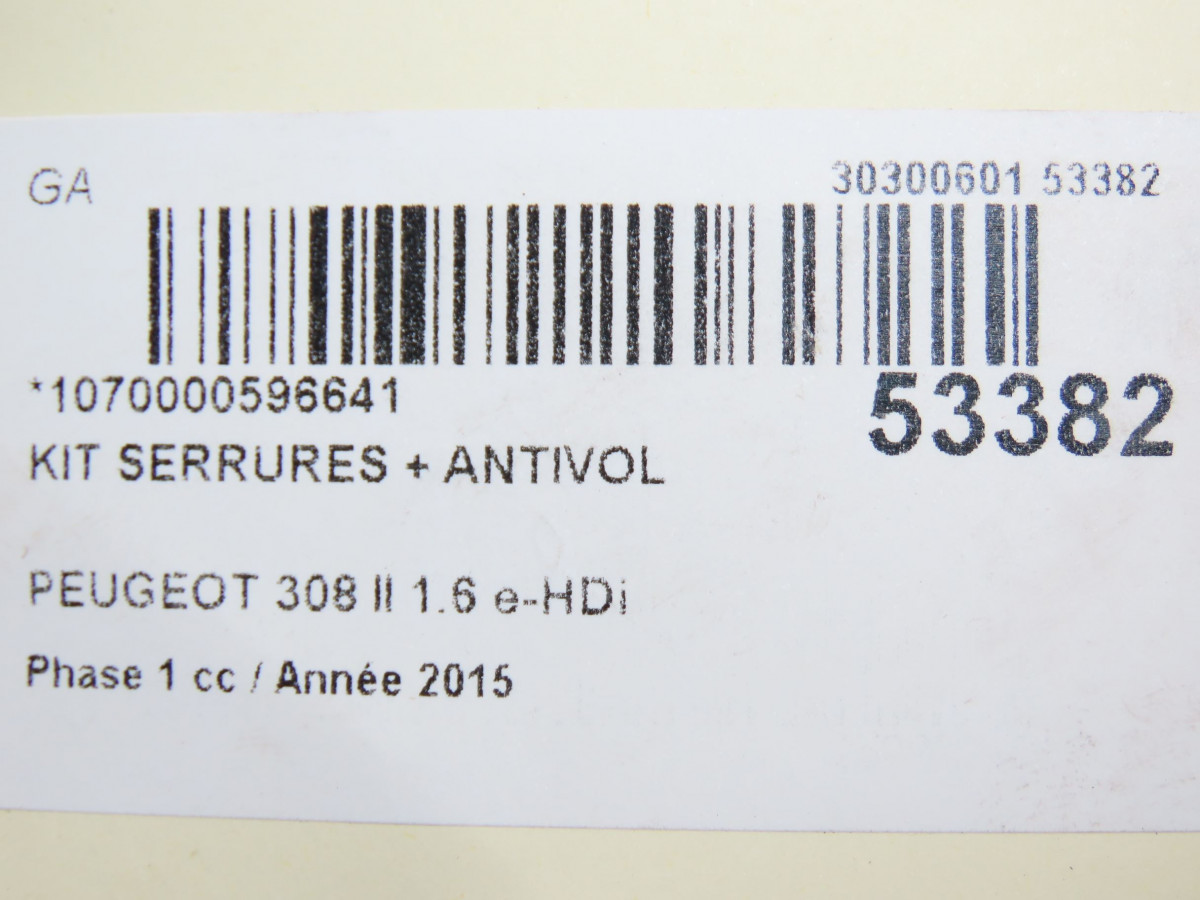 GA
30300601 53382
*1070000596641
53382
KIT SERRURES + ANTIVOL
PEUGEOT 308 II 1.6 e-HDi
Phase 1 cc / Année 2015